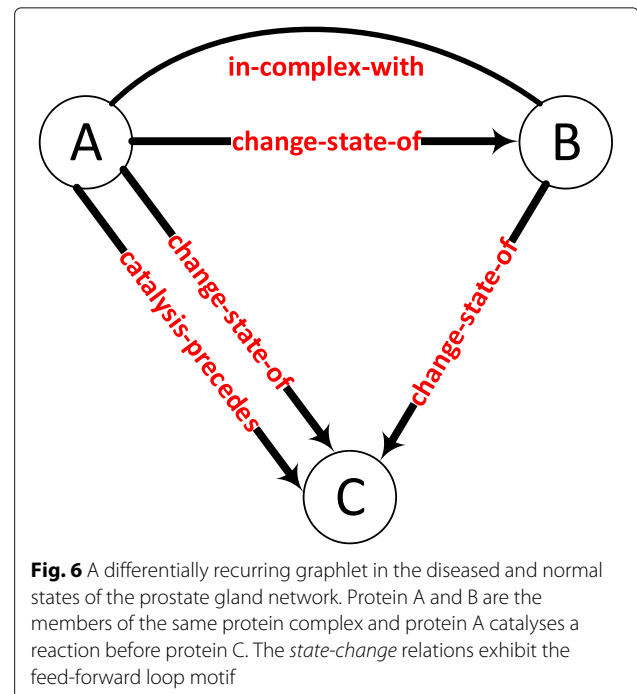 in-complex-with
A
change-state-of
B
change-state-of
catalysis-precedes
change-state-of
C
Fig. 6 A differentially recurring graphlet in the diseased and normal
states of the prostate gland network. Protein A and B are the
members of the same protein complex and protein A catalyses a
reaction before protein C. The state-change relations exhibit the
feed-forward loop motif